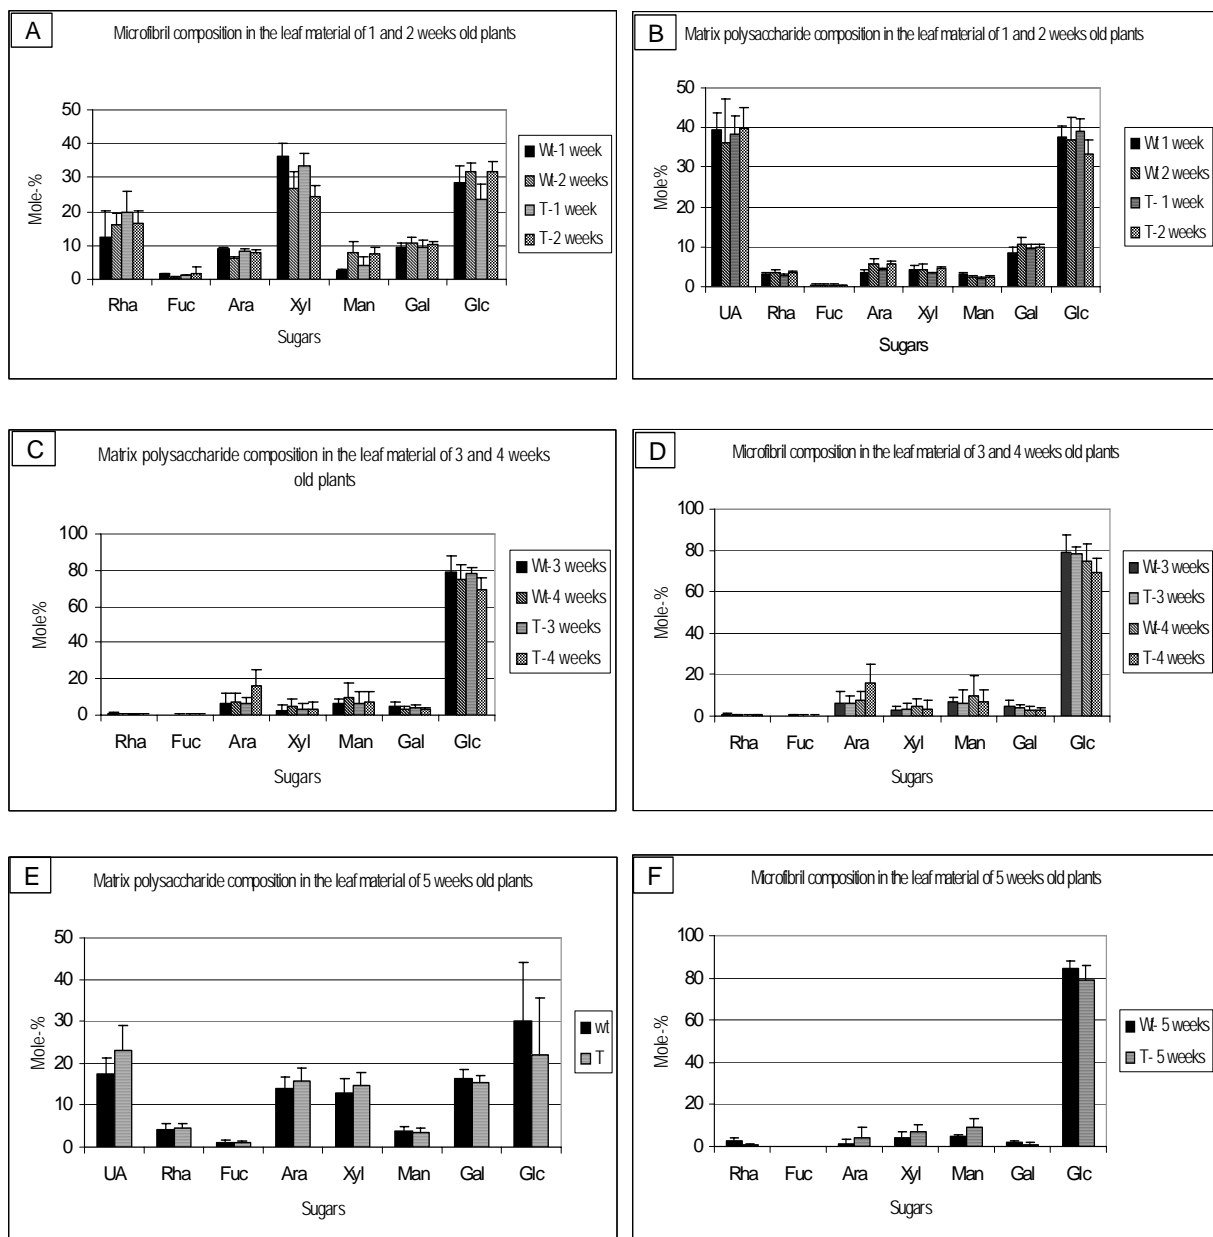 A
Microfibril composition in the leaf material of 1 and 2 weeks old plants
50
40
30
20
10
0
Mole-%
Rha Fuc Ara Xyl Man Gal Glc
Sugars
Wt-1 week
Wt-2 weeks
T-1 week
T-2 weeks
B
Matrix polysaccharide composition in the leaf material of 1 and 2 weeks old plants
50
40
30
20
10
0
Mole-%
UA Rha Fuc Ara Xyl Man Gal Glc
Sugars
Wt 1 week
Wt 2 weeks
T- 1 week
T-2 weeks
C
Matrix polysaccharide composition in the leaf material of 3 and 4 weeks
old plants
100
80
60
40
20
0
Mole%
Rha Fuc Ara Xyl Man Gal Glc
Sugars
Wt-3 weeks
Wt-4 weeks
T-3 weeks
T-4 weeks
D
Microfibril composition in the leaf material of 3 and 4 weeks old plants
100
80
60
40
20
0
Mole-%
Rha Fuc Ara Xyl Man Gal Glc
Sugars
Wt-3 weeks
T-3 weeks
Wt-4 weeks
T-4 weeks
E
Matrix polysaccharide composition in the leaf material of 5 weeks old plants
50
40
30
20
10
0
Mole-%
UA Rha Fuc Ara Xyl Man Gal Glc
Sugars
wt
T
F
Microfibril composition in the leaf material of 5 weeks old plants
100
80
60
40
20
0
Mole-%
Rha Fuc Ara Xyl Man Gal Glc
Sugars
Wt- 5 weeks
T- 5 weeks